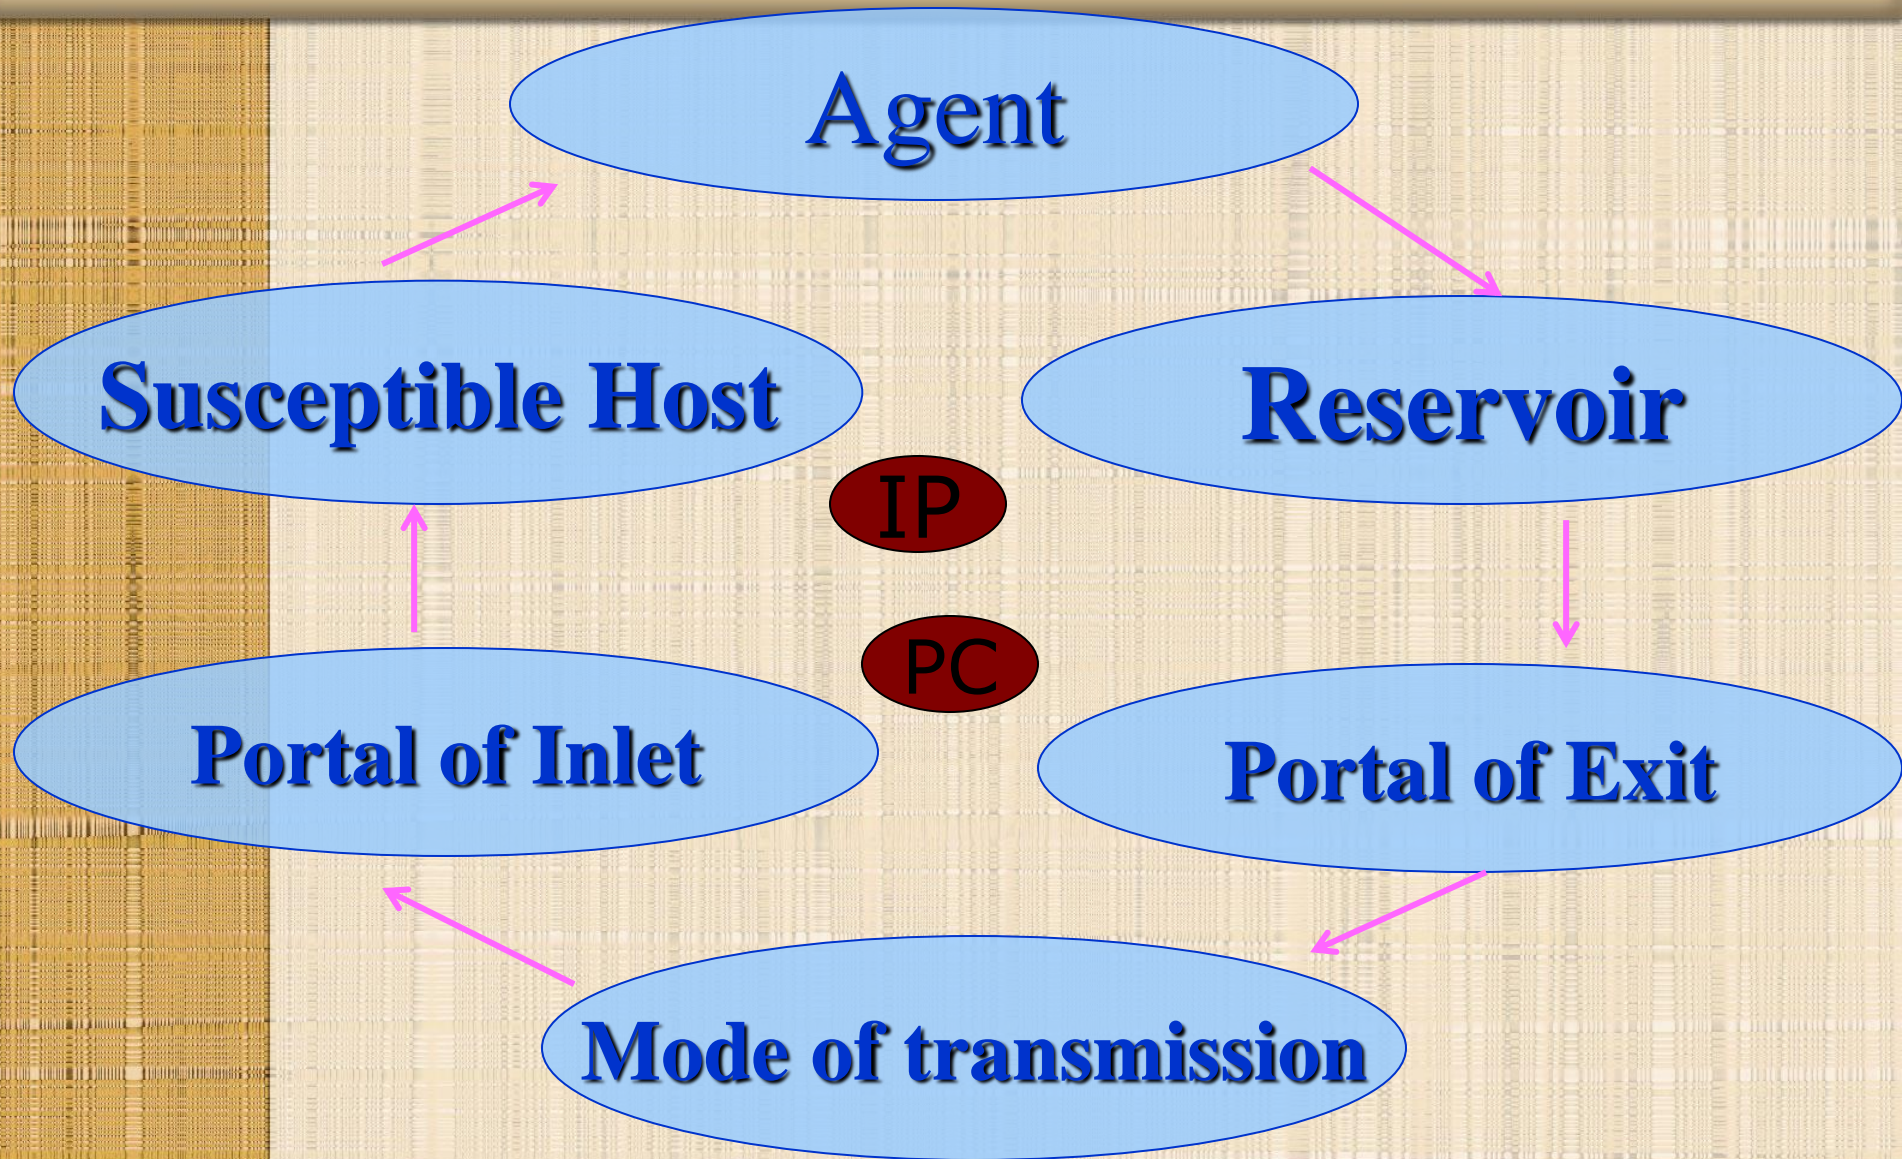 Agent
Susceptible Host
Reservoir
IP
PC
Portal of Inlet
Portal of Exit
Mode of transmission